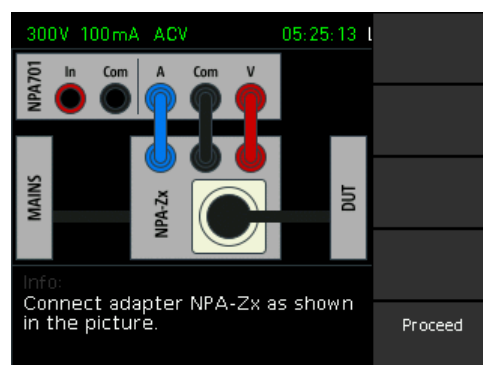 300V 100mA ACV 05:25:13 L
NPA701 In Com A Com V
MAINS NPA-Zx DUT
Info:
Connect adapter NPA-Zx as shown
in the picture.
Proceed